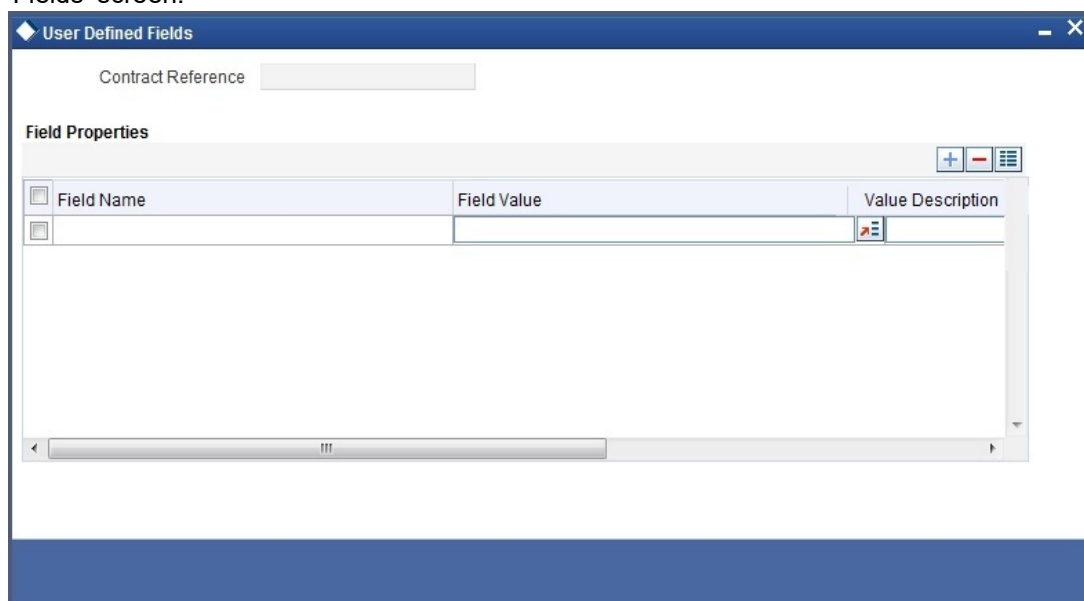 User Defined Fields
Contract Reference
Field Properties
Field Name Field Value Value Description